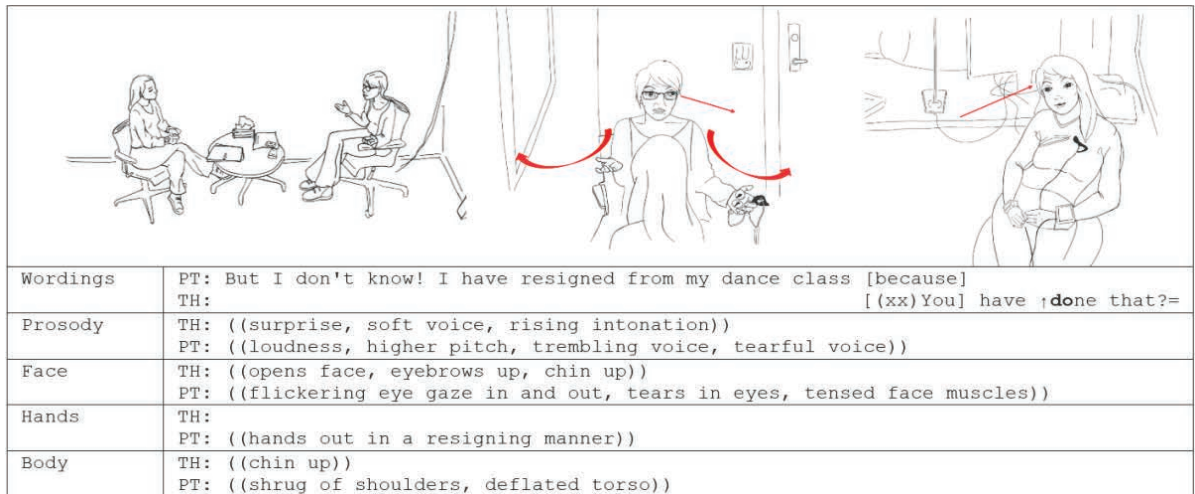 Wordings
PT: But I don't know! I have resigned from my dance class [because]
TH: [(xx)You] have ↑done that?=
Prosody
TH: ((surprise, soft voice, rising intonation))
PT: ((loudness, higher pitch, trembling voice, tearful voice))
Face
TH: ((opens face, eyebrows up, chin up))
PT: ((flickering eye gaze in and out, tears in eyes, tensed face muscles))
Hands
TH:
PT: ((hands out in a resigning manner))
Body
TH: ((chin up))
PT: ((shrug of shoulders, deflated torso))